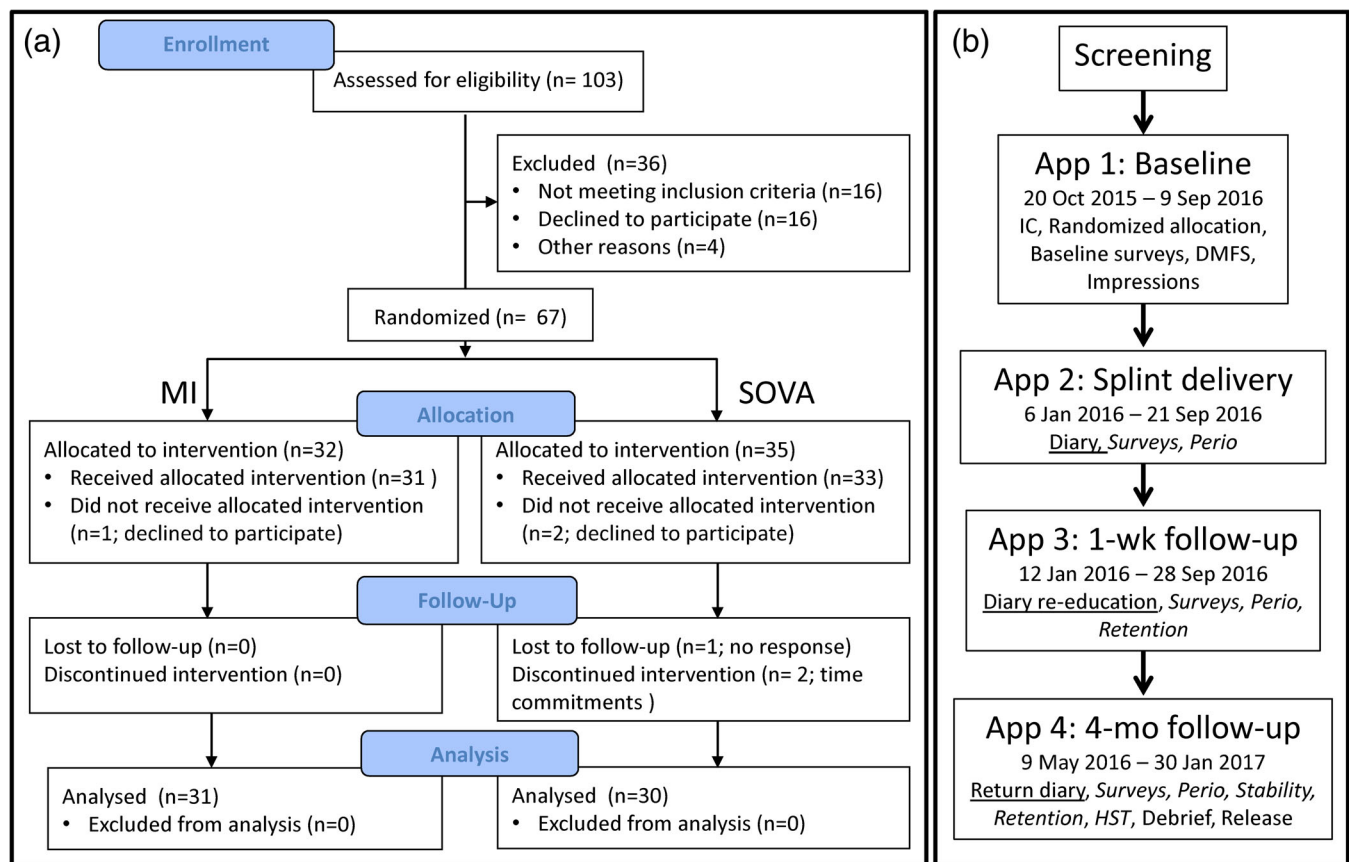 (a)
Enrollment
Assessed for eligibility (n= 103)
Excluded (n=36)
• Not meeting inclusion criteria (n=16)
• Declined to participate (n=16)
• Other reasons (n=4)
Randomized (n= 67)
MI
SOVA
Allocation
Allocated to intervention (n=32)
• Received allocated intervention (n=31 )
• Did not receive allocated intervention
(n=1; declined to participate)
Allocated to intervention (n=35)
• Received allocated intervention (n=33)
• Did not receive allocated intervention
(n=2; declined to participate)
Follow-Up
Lost to follow-up (n=0)
Discontinued intervention (n=0)
Lost to follow-up (n=1; no response)
Discontinued intervention (n= 2; time
commitments )
Analysis
Analysed (n=31)
• Excluded from analysis (n=0)
Analysed (n=30)
• Excluded from analysis (n=0)
(b)
Screening
App 1: Baseline
20 Oct 2015 – 9 Sep 2016
IC, Randomized allocation,
Baseline surveys, DMFS,
Impressions
App 2: Splint delivery
6 Jan 2016 – 21 Sep 2016
Diary, Surveys, Perio
App 3: 1-wk follow-up
12 Jan 2016 – 28 Sep 2016
Diary re-education, Surveys, Perio,
Retention
App 4: 4-mo follow-up
9 May 2016 – 30 Jan 2017
Return diary, Surveys, Perio, Stability,
Retention, HST, Debrief, Release